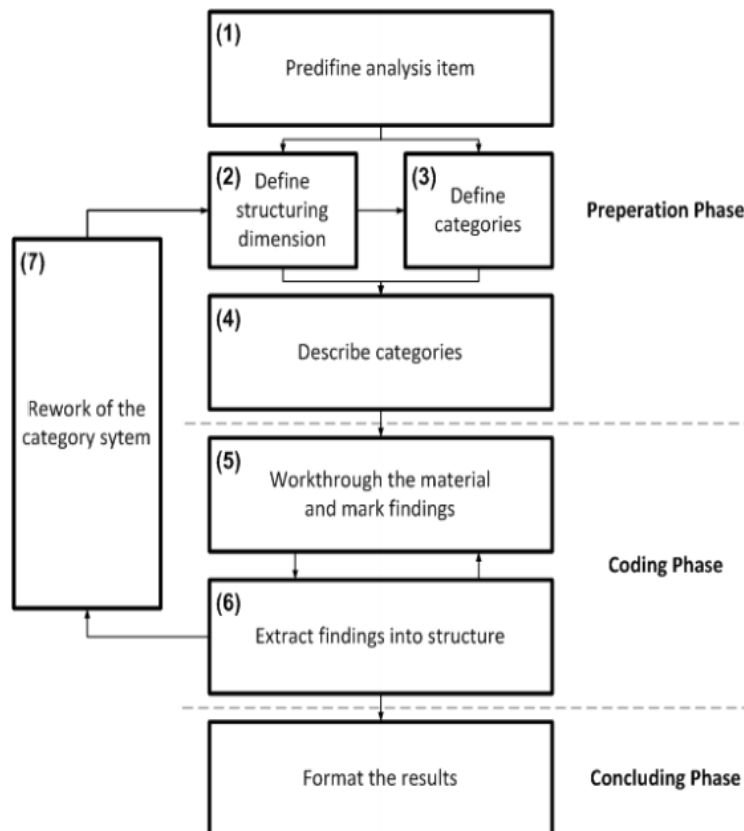 (1)
Predifine analysis item
(2)
Define
structuring
dimension
(3)
Define
categories
Preperation Phase
(7)
Rework of the
category sytem
(4)
Describe categories
(5)
Workthrough the material
and mark findings
Coding Phase
(6)
Extract findings into structure
Format the results
Concluding Phase